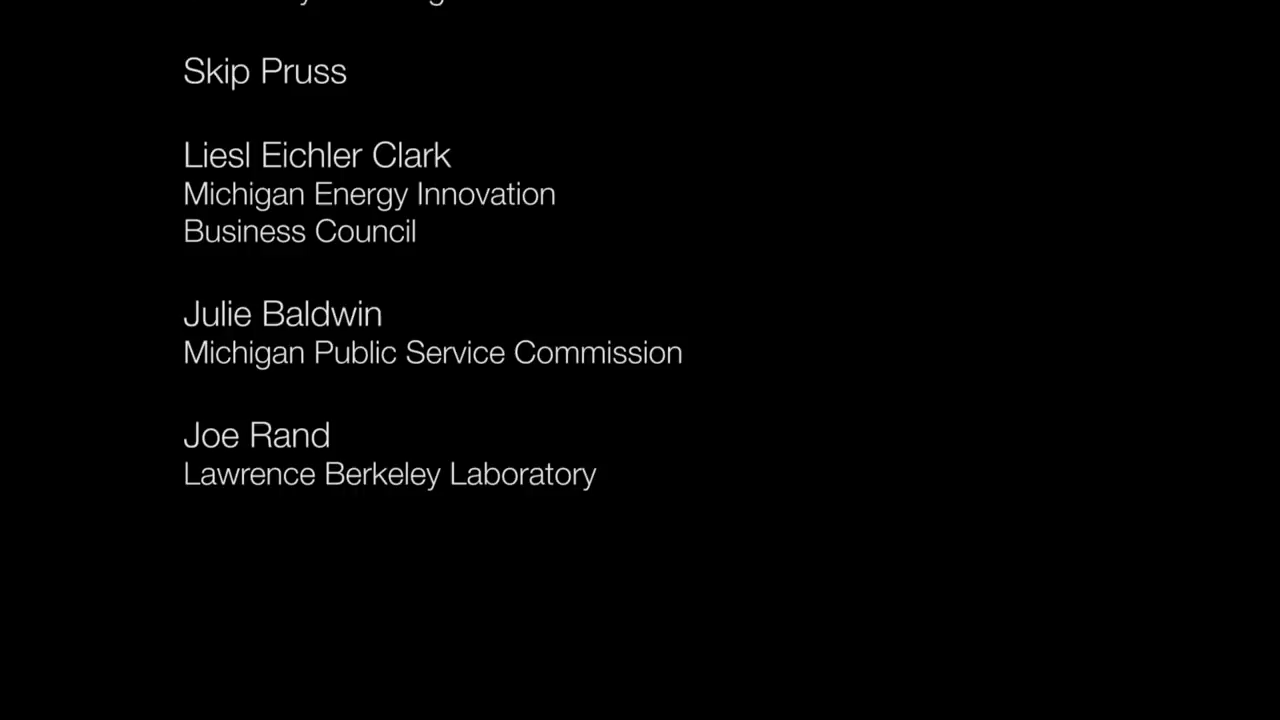 Skip Pruss
Liesl Eichler Clark
Michigan Energy Innovation
Business Council
Julie Baldwin
Michigan Public Service Commission
Joe Rand
Lawrence Berkeley Laboratory